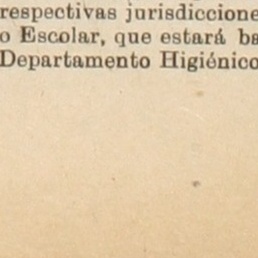 respectivas jurisdiccione
o Escolar, que estará ba
Departamento Higiénico